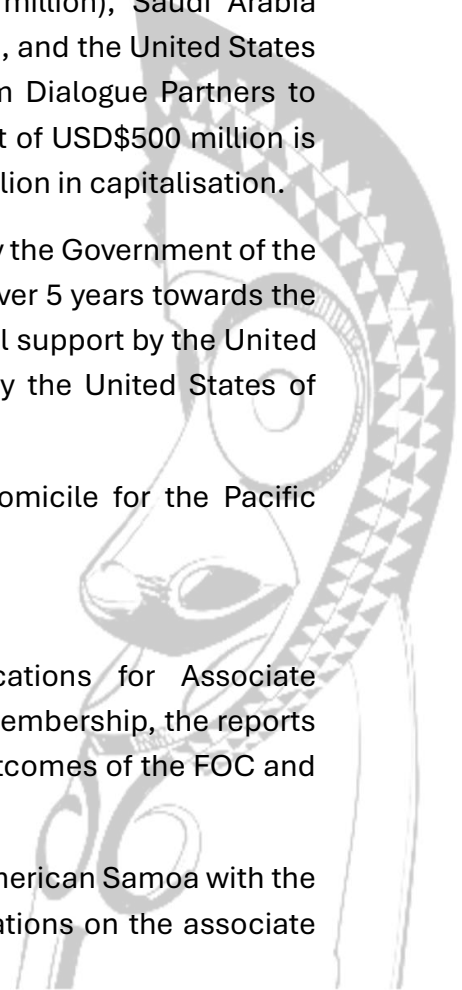 million), Saudi Arabia
, and the United States
Dialogue Partners to
t of USD$500 million is
lion in capitalisation.
the Government of the
ver 5 years towards the
l support by the United
y the United States of
omicile for the Pacific
cations for Associate
embership, the reports
tcomes of the FOC and
merican Samoa with the
ations on the associate